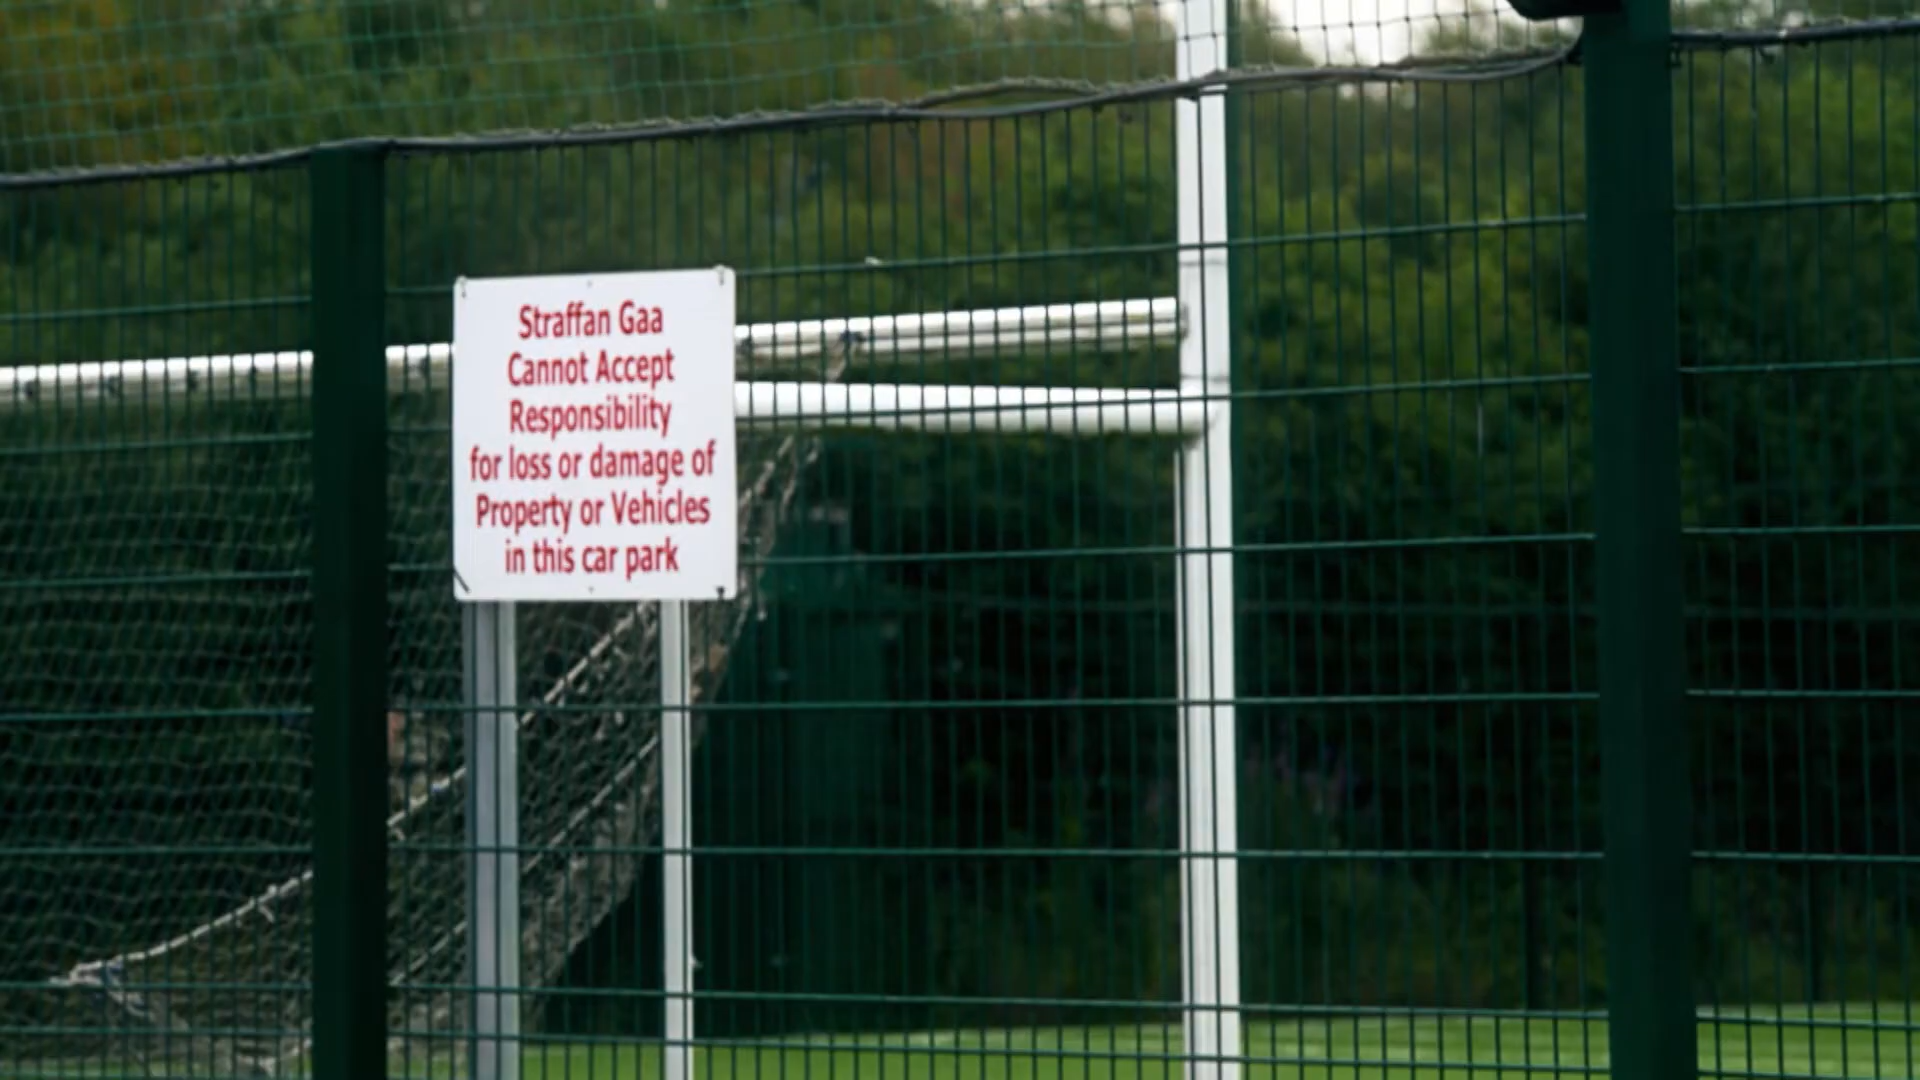 Straffan Gaa
Cannot Accept
Responsibility
for loss or damage of
Property or Vehicles
in this car park